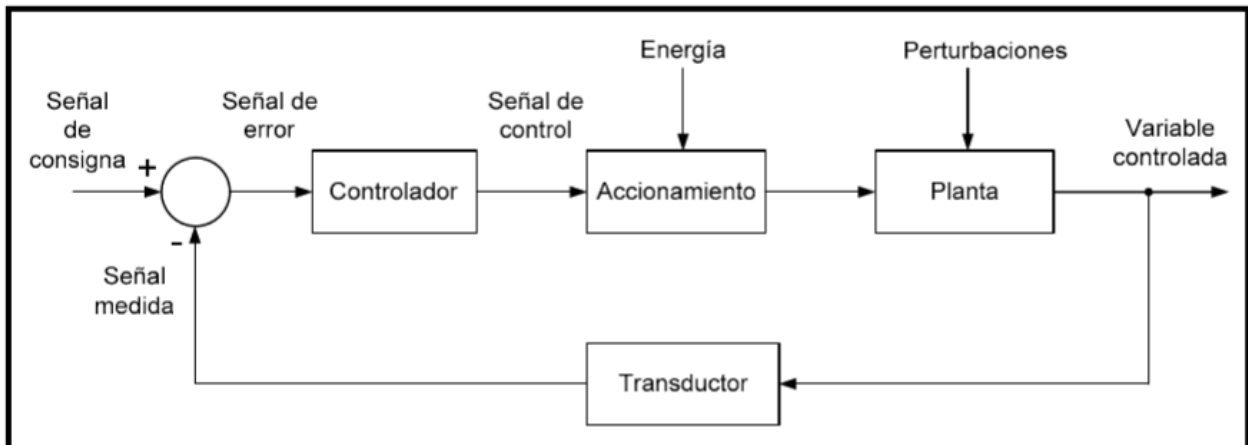 Energía
Perturbaciones
Señal
de
consigna
+
-
Señal de
error
Señal de
control
Variable
controlada
Controlador
Accionamiento
Planta
Señal
medida
Transductor